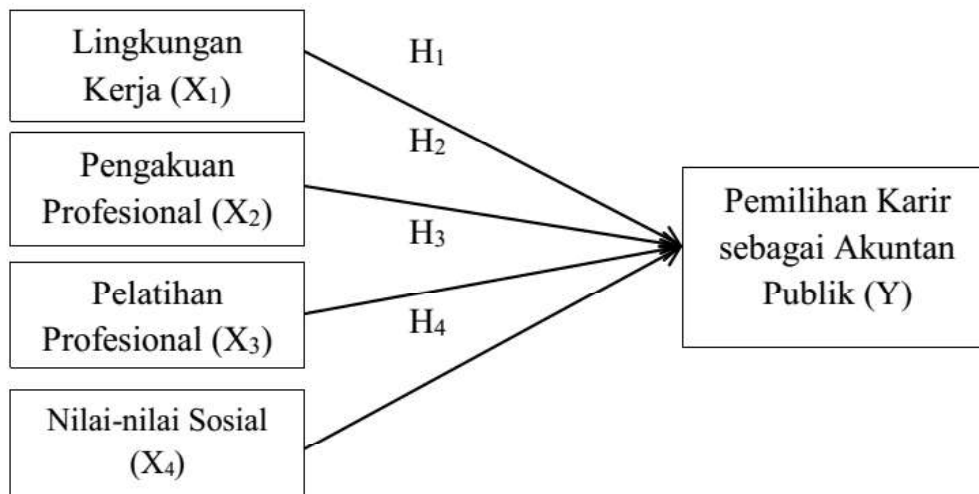 Lingkungan
Kerja (X₁)
Pengakuan
Profesional (X₂)
Pelatihan
Profesional (X₃)
Nilai-nilai Sosial
(X₄)
H₁
H₂
H₃
H₄
Pemilihan Karir
sebagai Akuntan
Publik (Y)